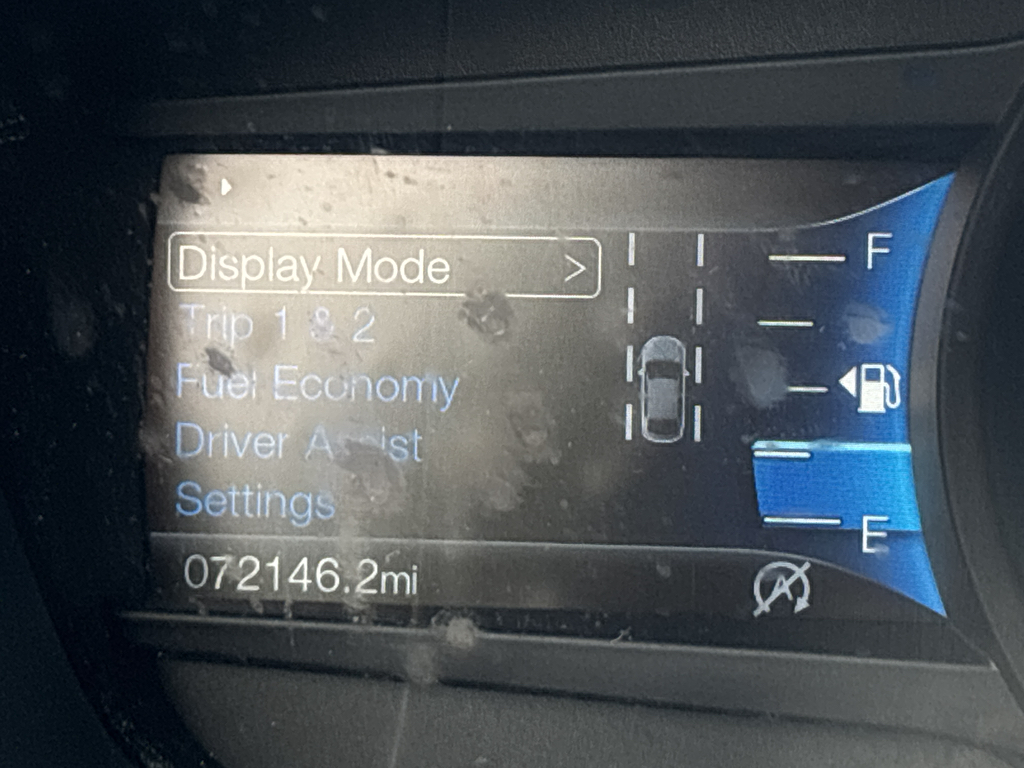 Display Mode >
Trip 1 & 2
Fuel Economy
Driver Assist
Settings
072146.2mi
F
E
A